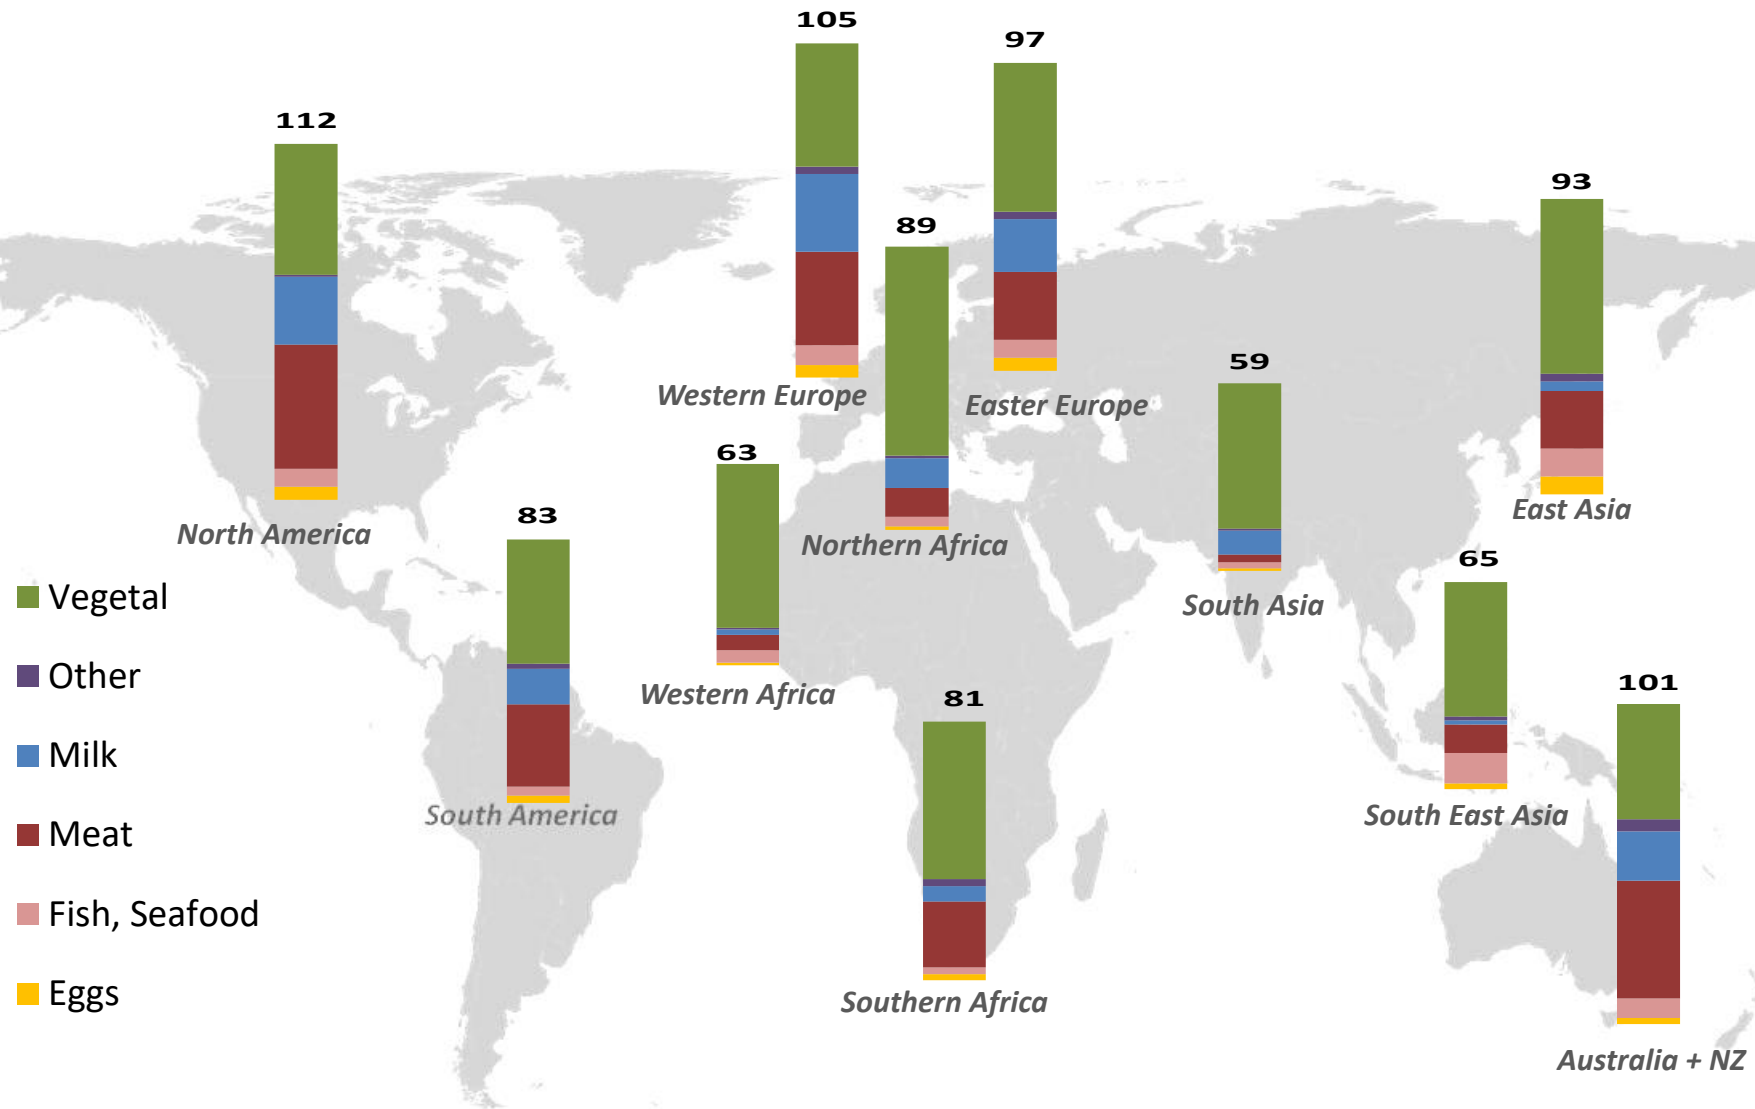 105
97
112
93
89
59
Western Europe
Easter Europe
63
East Asia
83
North America
Northern Africa
65
Vegetal
South Asia
Other
Western Africa
101
81
Milk
South America
South East Asia
Meat
Fish, Seafood
Eggs
Southern Africa
Australia + NZ